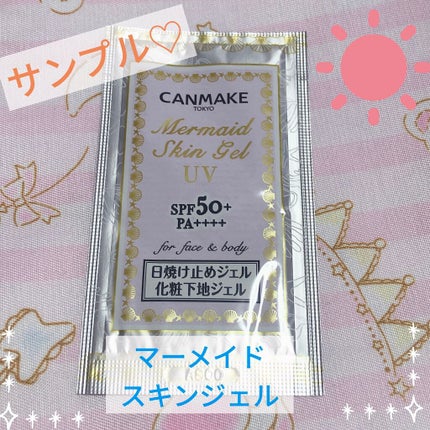 サンプル♡
CANMAKE
TOKYO
Mermaid
Skin Gel
UV
SPF50+
PA++++
for face & body
日焼け止めジェル
化粧下地ジェル
マーメイド
スキンジェル